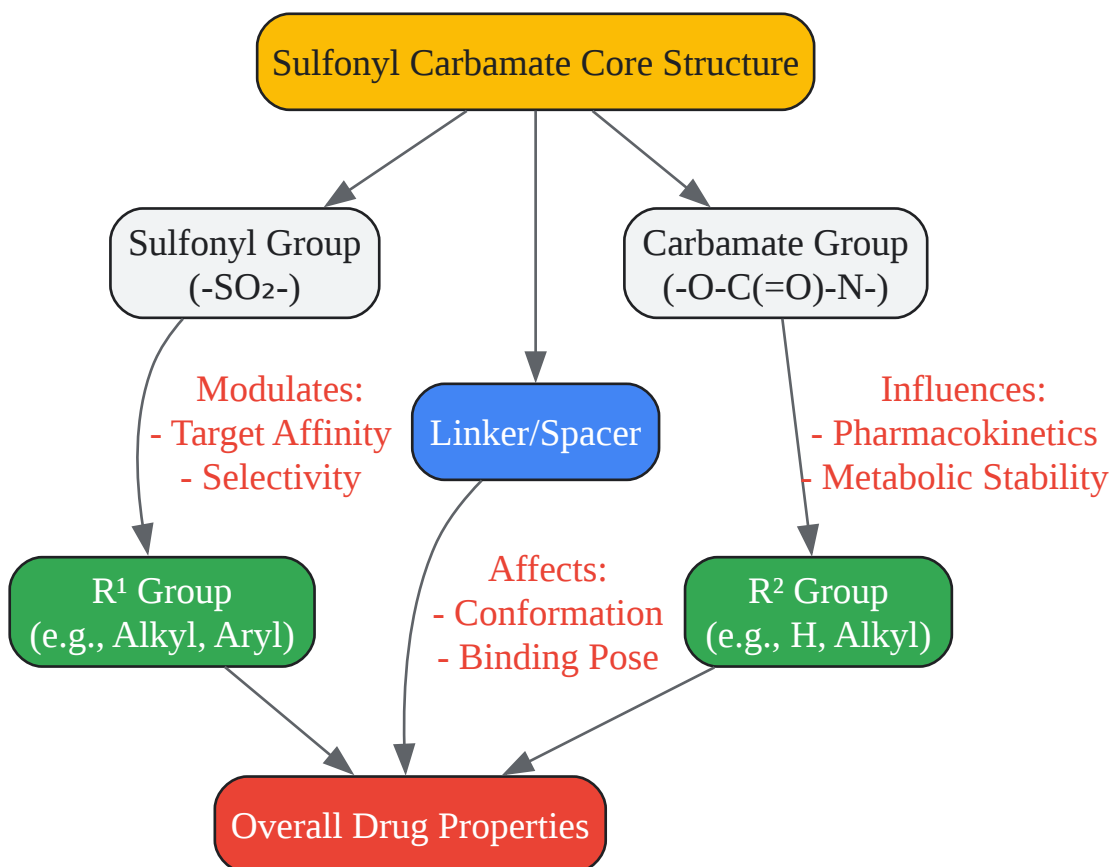 Sulfonyl Carbamate Core Structure
Sulfonyl Group
(-SO₂-)
Carbamate Group
(-O-C(=O)-N-)
Modulates:
- Target Affinity
- Selectivity
Linker/Spacer
Influences:
- Pharmacokinetics
- Metabolic Stability
R¹ Group
(e.g., Alkyl, Aryl)
Affects:
- Conformation
- Binding Pose
R² Group
(e.g., H, Alkyl)
Overall Drug Properties